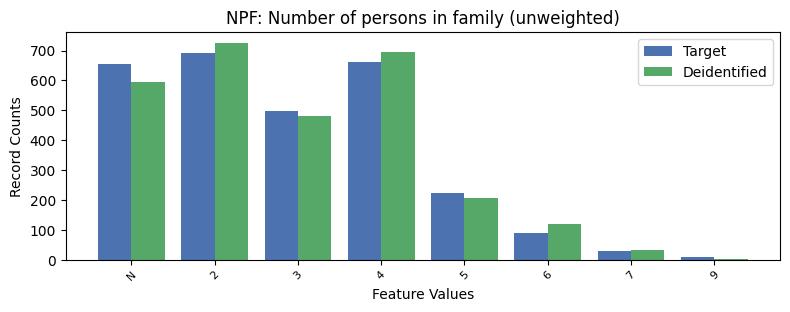 NPF: Number of persons in family (unweighted)
Target
Deidentified
Record Counts
700
600
500
400
300
200
100
0
N
2
3
4
5
6
7
9
Feature Values